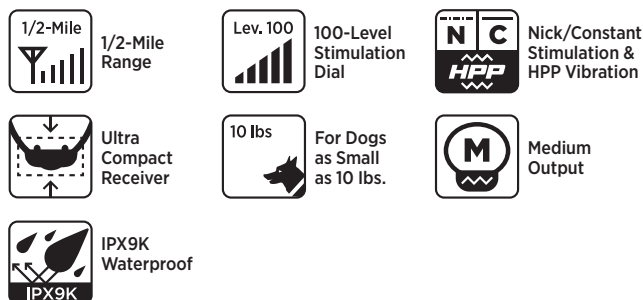 1/2-Mile
1/2-Mile
Range
Lev. 100
100-Level
Stimulation
Dial
N C
HPP
Nick/Constant
Stimulation &
HPP Vibration
Ultra
Compact
Receiver
10 lbs
For Dogs
as Small
as 10 lbs.
M
Medium
Output
IPX9K
IPX9K
Waterproof